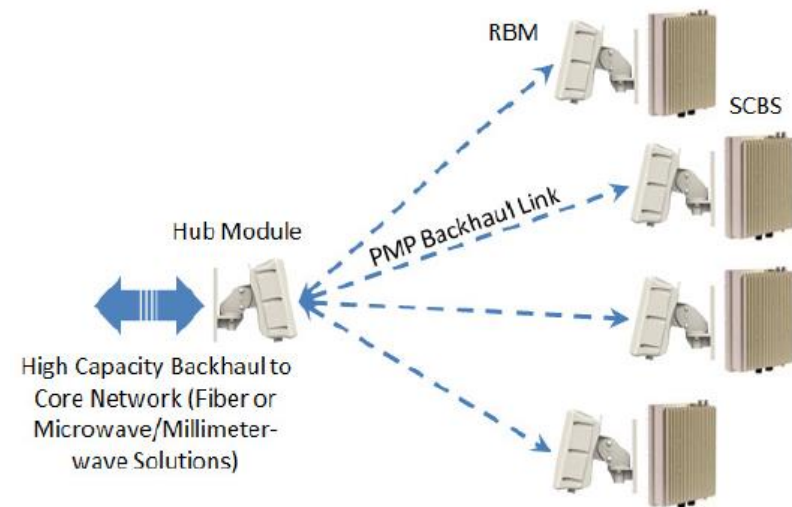 RBM
SCBS
PMP Backhaul Link
Hub Module
High Capacity Backhaul to
Core Network (Fiber or
Microwave/Millimeter-
wave Solutions)